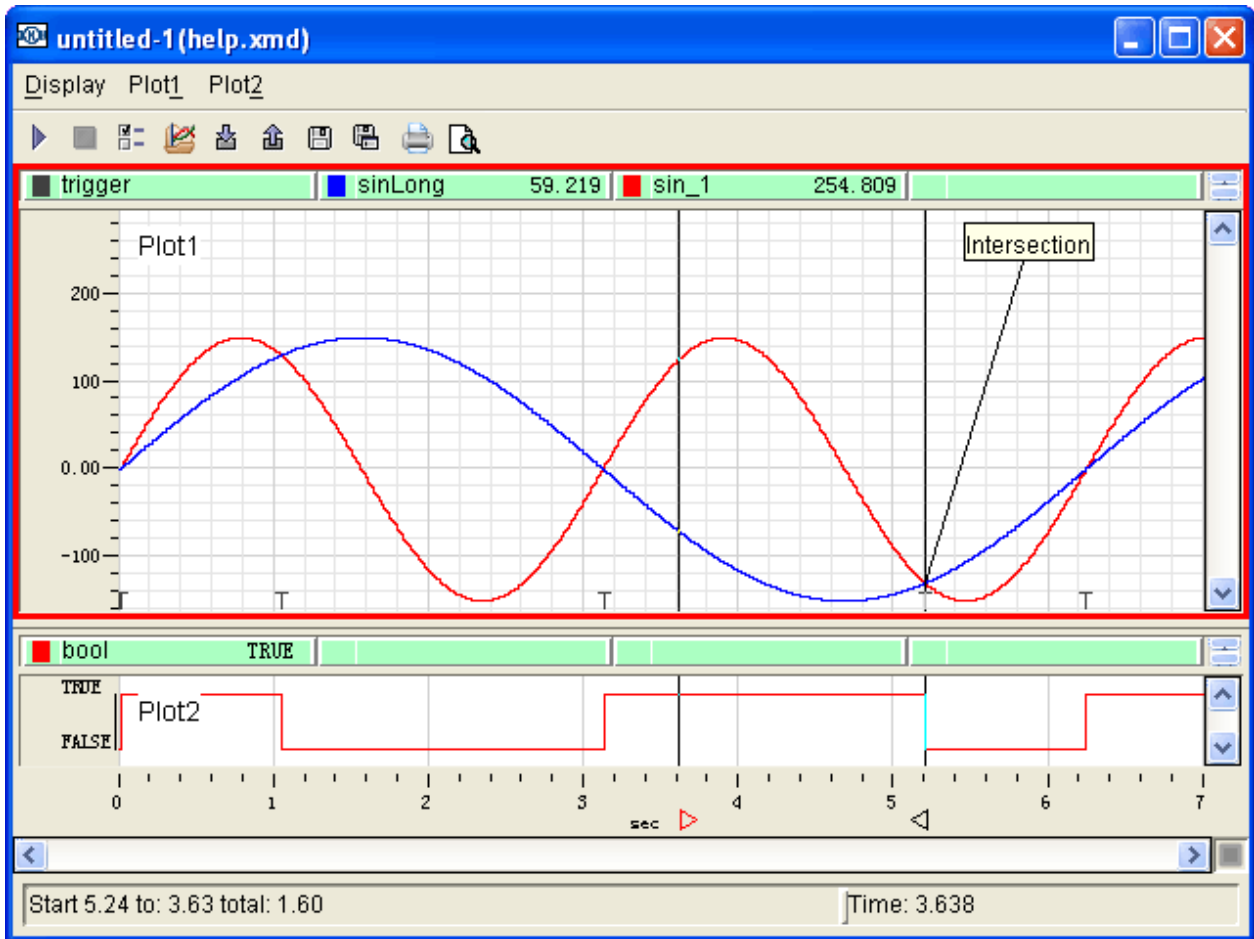 untitled-1(help.xmd)
Display Plot1 Plot2
trigger sinLong 59.219 sin_1 254.809
Plot1
Intersection
200
100
0.00
-100
T T T T
bool TRUE
TRUE
Plot2
FALSE
0 1 2 3 4 5 6 7
sec
Start 5.24 to: 3.63 total: 1.60 Time: 3.638